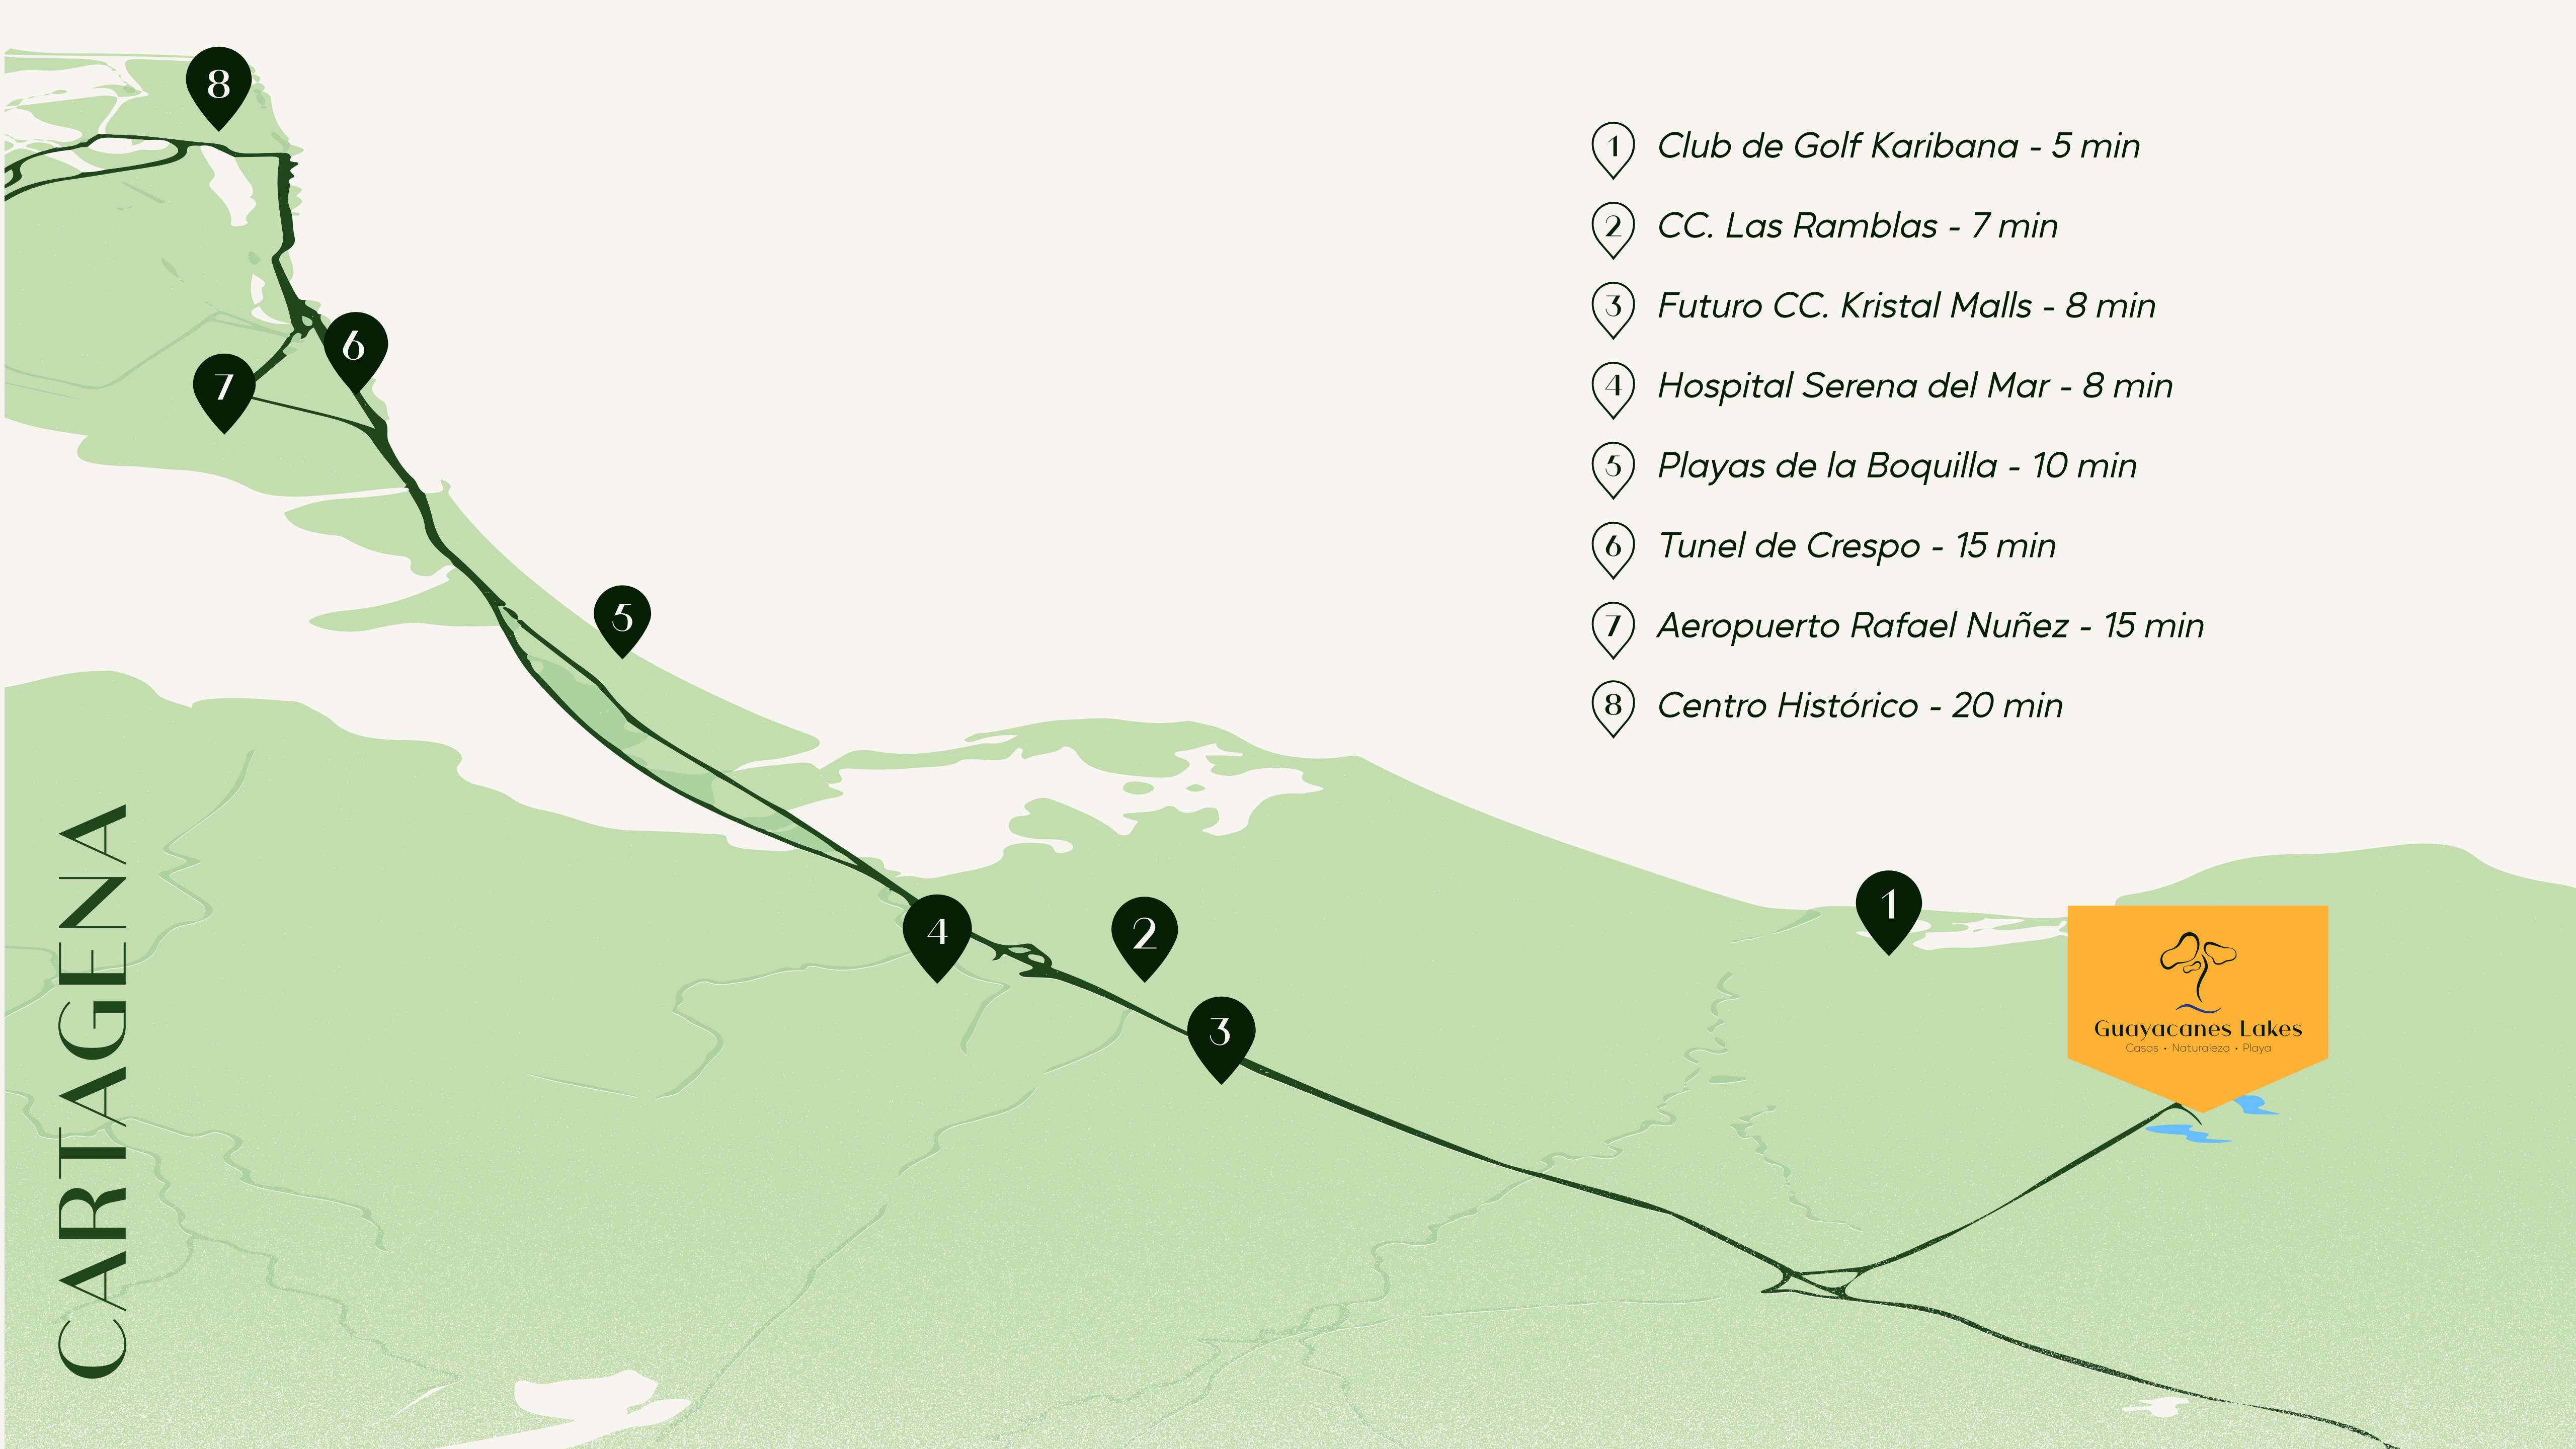 8
1 Club de Golf Karibana - 5 min
2 CC. Las Ramblas - 7 min
3 Futuro CC. Kristal Malls - 8 min
4 Hospital Serena del Mar - 8 min
5 Playas de la Boquilla - 10 min
6 Tunel de Crespo - 15 min
7 Aeropuerto Rafael Nuñez - 15 min
8 Centro Histórico - 20 min
6
7
5
1
4
2
3
Guayacanes Lakes
Casas • Naturaleza • Playa
CARTAGENA